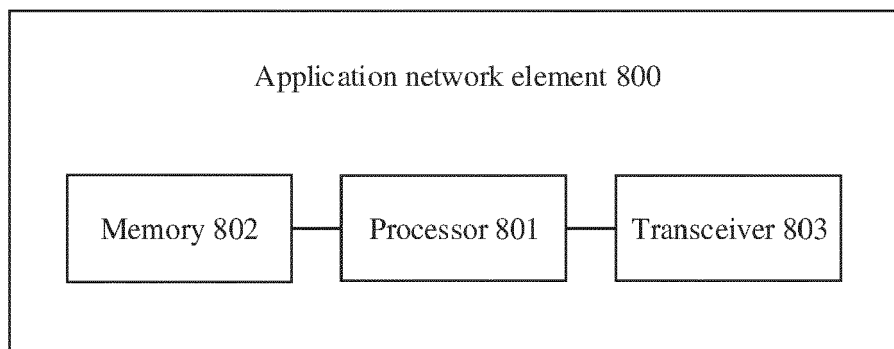 Application network element 800
Memory 802
Processor 801
Transceiver 803